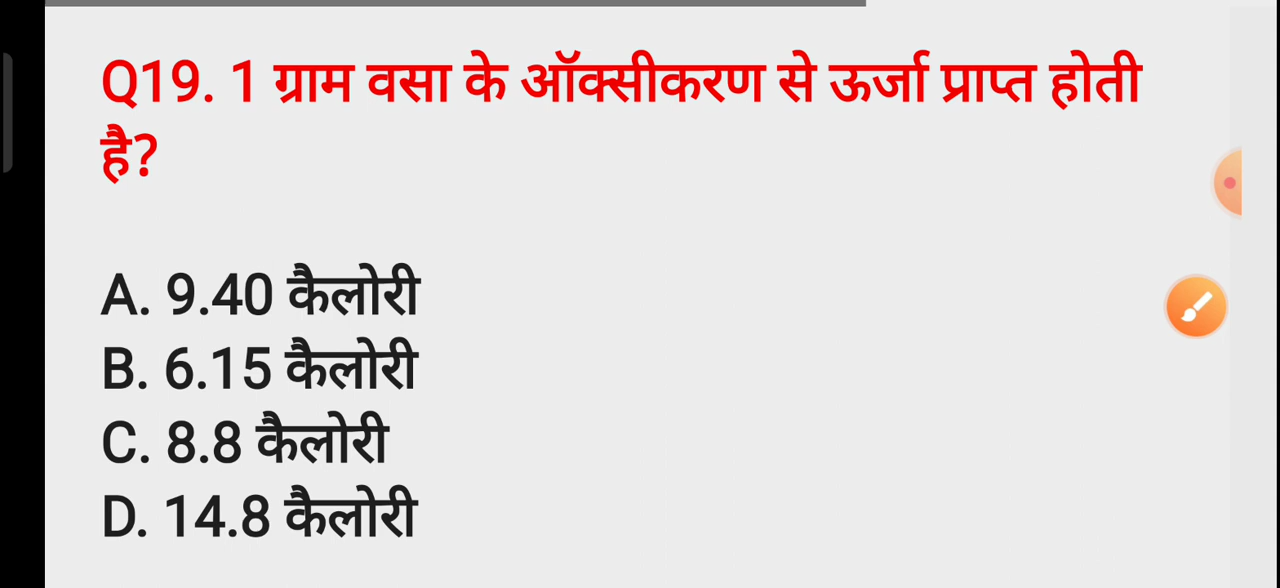 Q19. 1 ग्राम वसा के ऑक्सीकरण से ऊर्जा प्राप्त होती
है?
A. 9.40 कैलोरी
B. 6.15 कैलोरी
C. 8.8 कैलोरी
D. 14.8 कैलोरी